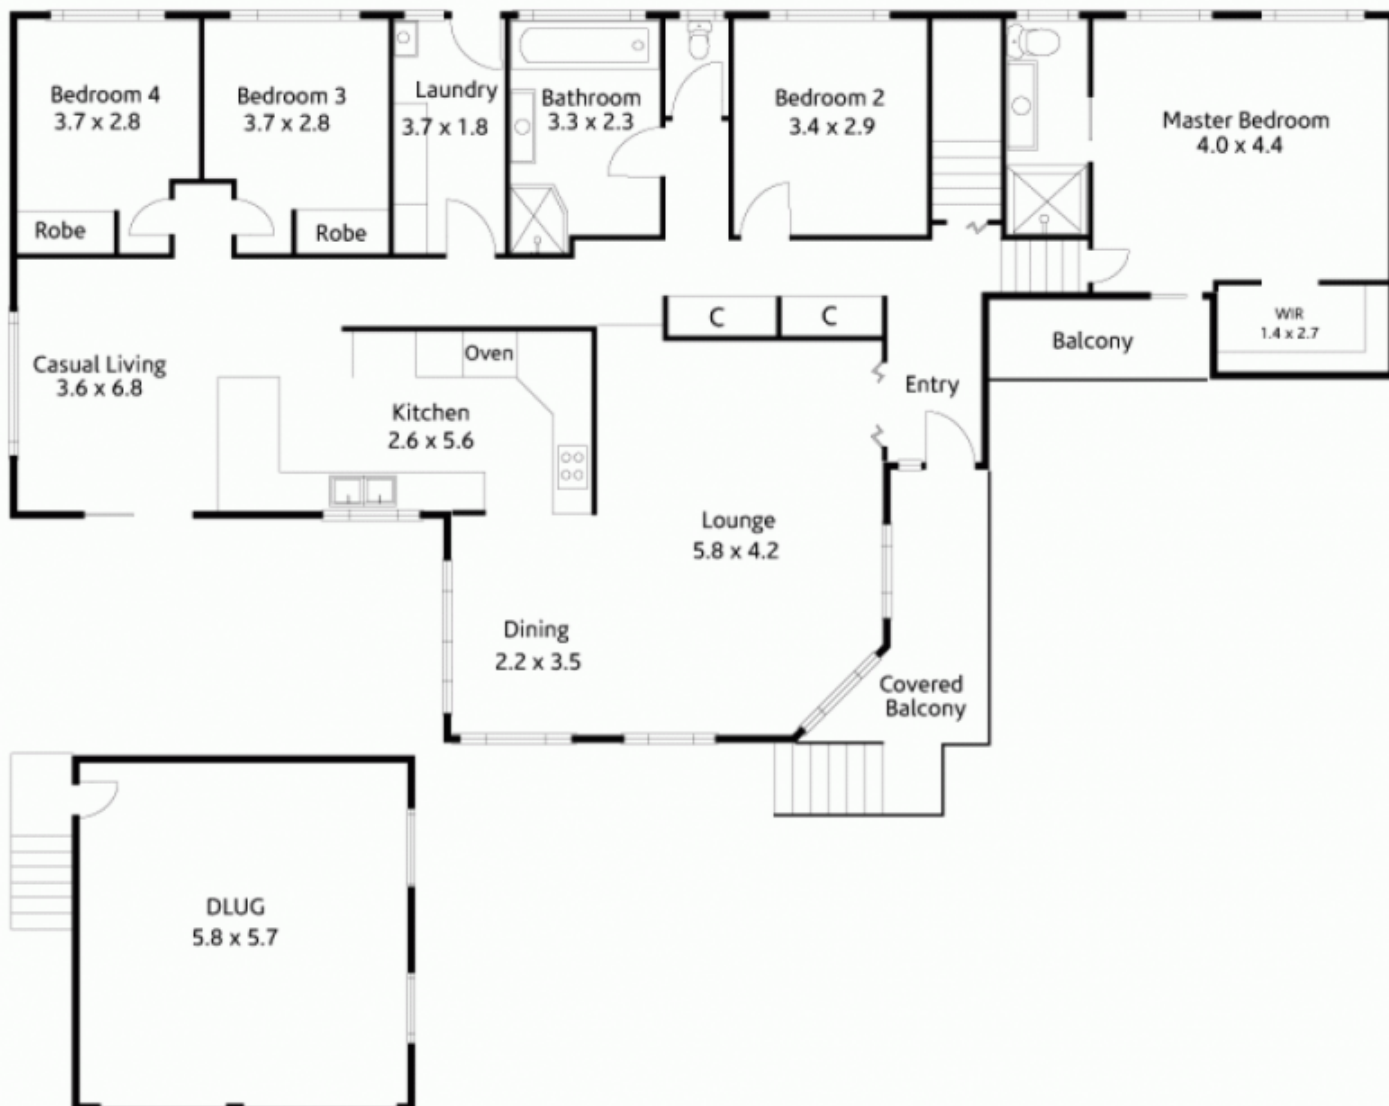 Bedroom 4
3.7 x 2.8
Bedroom 3
3.7 x 2.8
Laundry
3.7 x 1.8
Bathroom
3.3 x 2.3
Bedroom 2
3.4 x 2.9
Master Bedroom
4.0 x 4.4
Robe
Robe
C
C
WIR
1.4 x 2.7
Balcony
Casual Living
3.6 x 6.8
Oven
Kitchen
2.6 x 5.6
Entry
Lounge
5.8 x 4.2
Dining
2.2 x 3.5
Covered
Balcony
DLUG
5.8 x 5.7